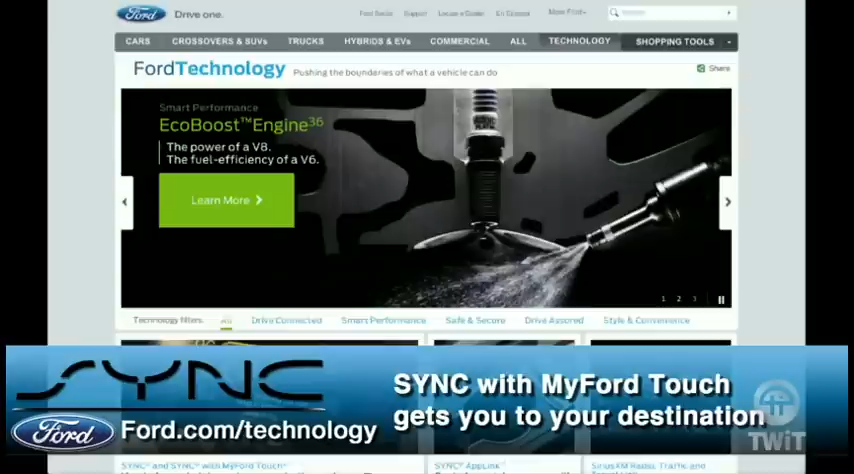 Ford Drive one.
Ford Social Support Locate a Dealer En Español More Ford
CARS CROSSOVERS & SUVs TRUCKS HYBRIDS & EVs COMMERCIAL ALL TECHNOLOGY SHOPPING TOOLS
FordTechnology Pushing the boundaries of what a vehicle can do Share
Smart Performance
EcoBoost™Engine36
The power of a V8.
The fuel-efficiency of a V6.
Learn More
1 2 3
Technology filters: All Drive Connected Smart Performance Safe & Secure Drive Assured Style & Convenience
SYNC
SYNC with MyFord Touch
gets you to your destination
Ford Ford.com/technology
TWiT
SYNC® and SYNC® with MyFord Touch® SYNC® AppLink™ SiriusXM Radio, Traffic and